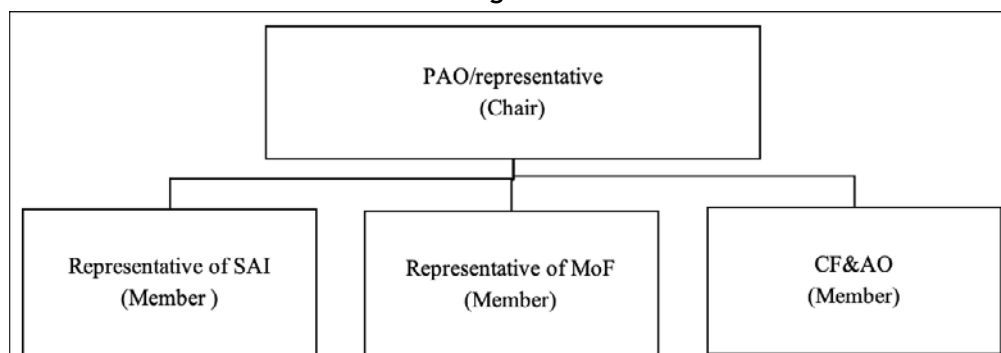 PAO/representative
(Chair)
Representative of SAI
(Member )
Representative of MoF
(Member)
CF&AO
(Member)